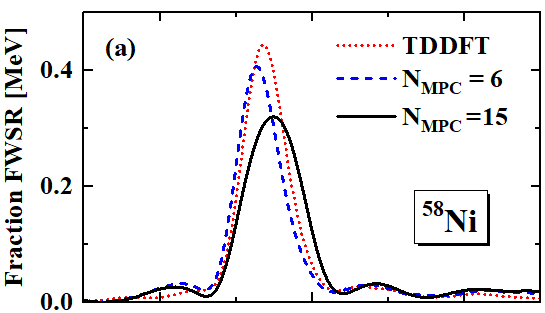 (a)
TDDFT
N_MPC = 6
N_MPC =15
Fraction FWSR [MeV]
0.4
0.2
0.0
⁵⁸Ni